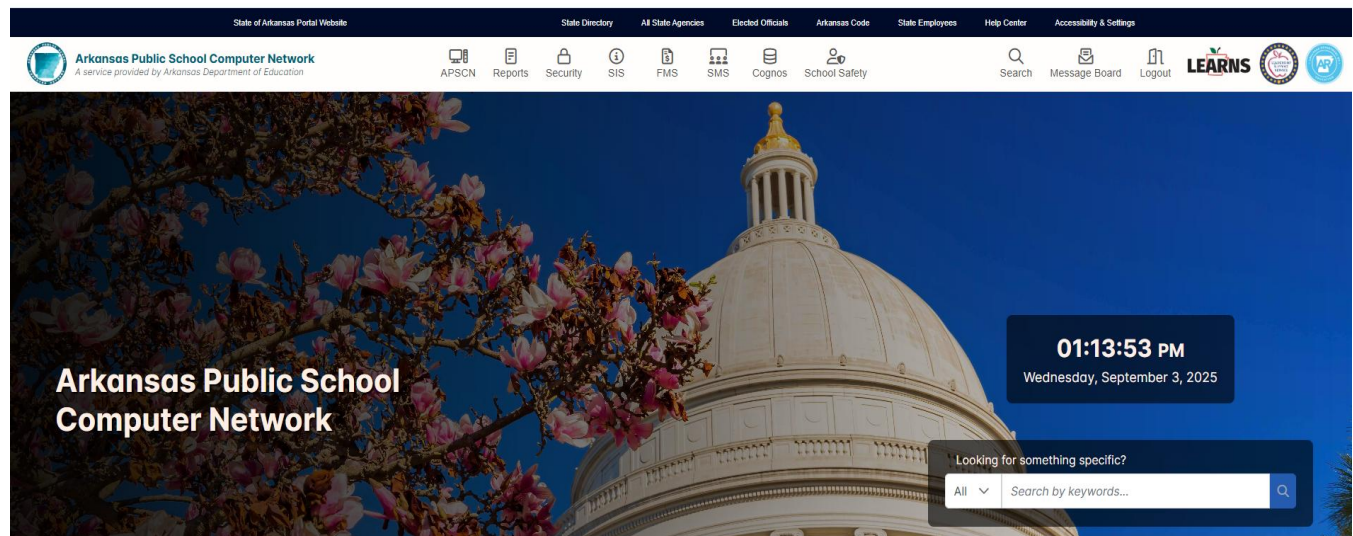 State of Arkansas Portal Website State Directory All State Agencies Elected Officials Arkansas Code State Employees Help Center Accessibility & Settings
Arkansas Public School Computer Network
A service provided by Arkansas Department of Education
APSCN Reports Security SIS FMS SMS Cognos School Safety Search Message Board Logout
LEARNS
AR
01:13:53 PM
Wednesday, September 3, 2025
Arkansas Public School
Computer Network
Looking for something specific?
All Search by keywords...